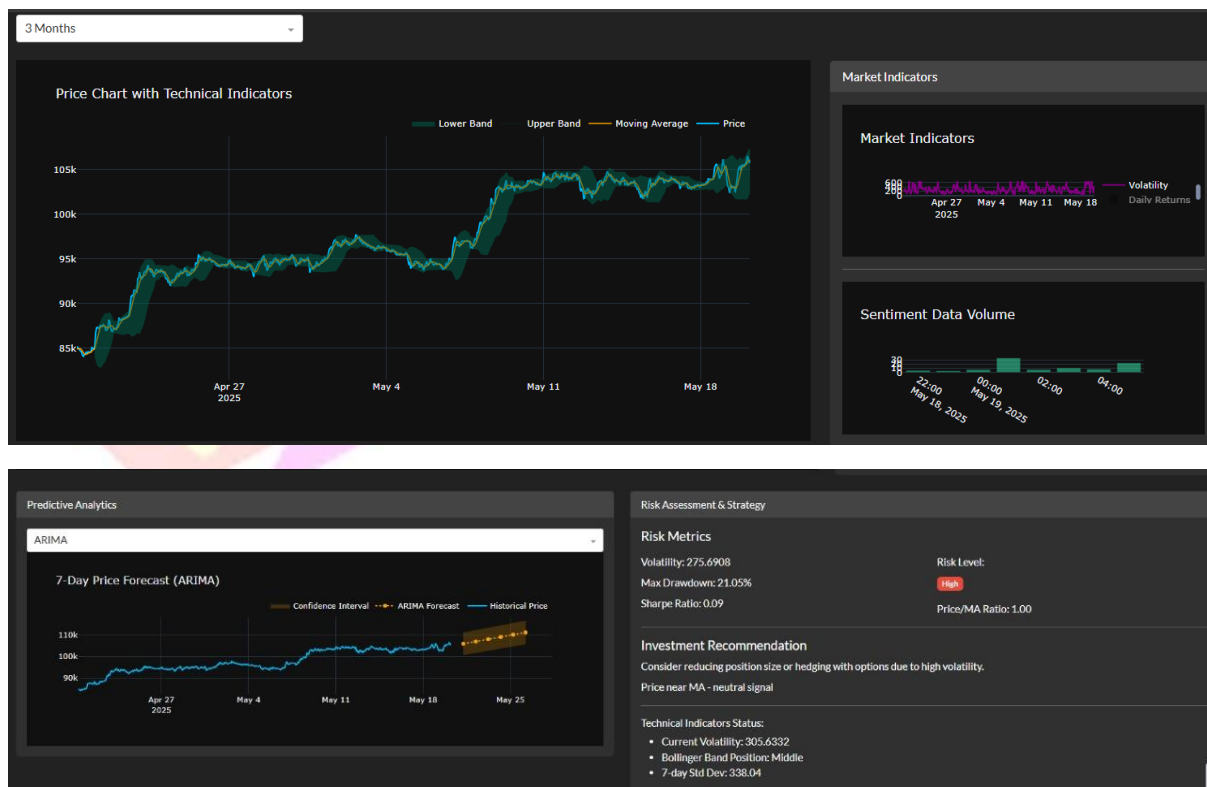 3 Months
Price Chart with Technical Indicators
Lower Band Upper Band Moving Average Price
105k
100k
95k
90k
85k
Apr 27 May 4 May 11 May 18
2025
Market Indicators
Market Indicators
600
200
0
Volatility
Daily Returns
Apr 27 May 4 May 11 May 18
2025
Sentiment Data Volume
30
10
0
22:00 00:00 02:00 04:00
May 18, 2025 May 19, 2025
Predictive Analytics
ARIMA
7-Day Price Forecast (ARIMA)
Confidence Interval ARIMA Forecast Historical Price
110k
100k
90k
Apr 27 May 4 May 11 May 18 May 25
2025
Risk Assessment & Strategy
Risk Metrics
Volatility: 275.6908
Max Drawdown: 21.05%
Sharpe Ratio: 0.09
Risk Level:
High
Price/MA Ratio: 1.00
Investment Recommendation
Consider reducing position size or hedging with options due to high volatility.
Price near MA - neutral signal
Technical Indicators Status:
• Current Volatility: 305.6332
• Bollinger Band Position: Middle
• 7-day Std Dev: 338.04